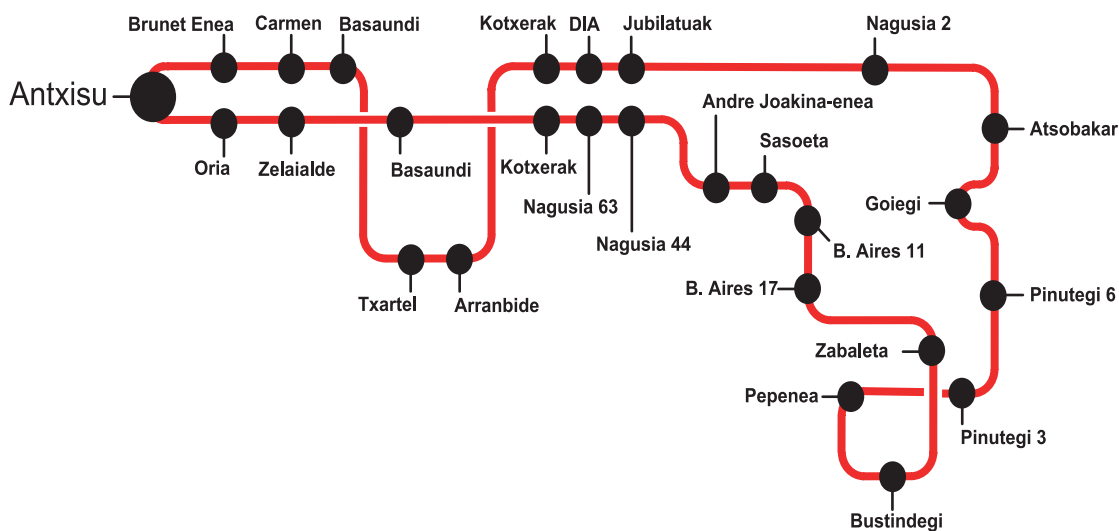 Brunet Enea
Carmen
Basaundi
Kotxerak
DIA
Jubilatuak
Nagusia 2
Antxisu
Andre Joakina-enea
Atsobakar
Sasoeta
Oria
Zelaialde
Basaundi
Kotxerak
Nagusia 63
Goiegi
Nagusia 44
B. Aires 11
B. Aires 17
Pinutegi 6
Txartel
Arranbide
Zabaleta
Pepenea
Pinutegi 3
Bustindegi